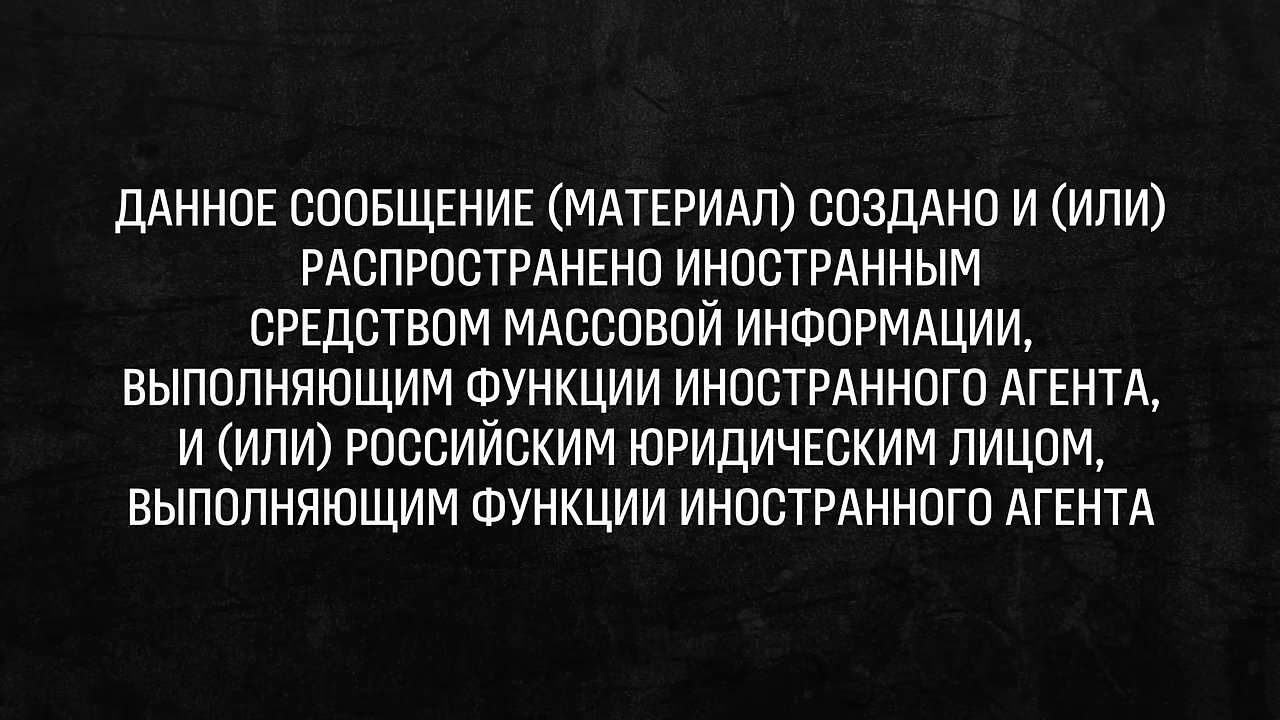 ДАННОЕ СООБЩЕНИЕ (МАТЕРИАЛ) СОЗДАНО И (ИЛИ)
РАСПРОСТРАНЕНО ИНОСТРАННЫМ
СРЕДСТВОМ МАССОВОЙ ИНФОРМАЦИИ,
ВЫПОЛНЯЮЩИМ ФУНКЦИИ ИНОСТРАННОГО АГЕНТА,
И (ИЛИ) РОССИЙСКИМ ЮРИДИЧЕСКИМ ЛИЦОМ,
ВЫПОЛНЯЮЩИМ ФУНКЦИИ ИНОСТРАННОГО АГЕНТА